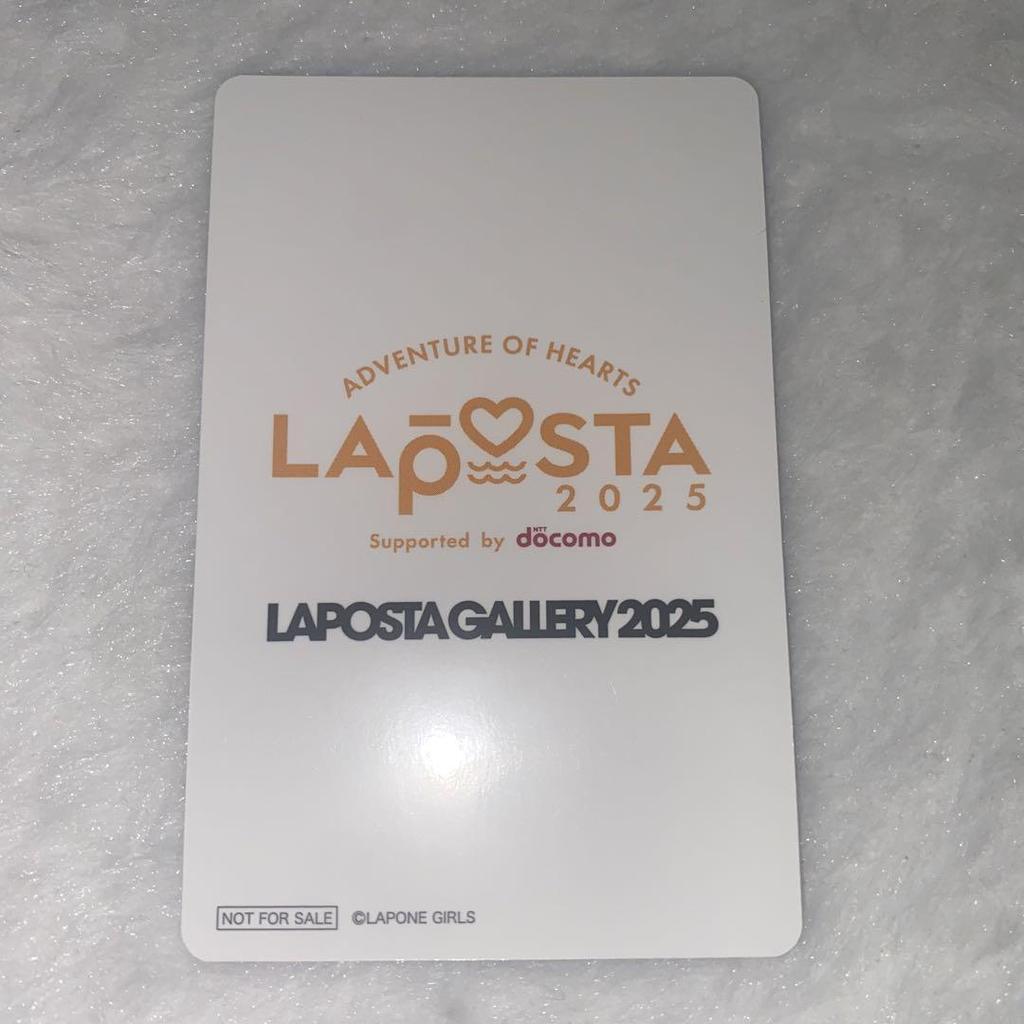 ADVENTURE OF HEARTS
LAPOSTA
2025
Supported by NTT docomo
LAPOSTA GALLERY 2025
NOT FOR SALE ©LAPONE GIRLS